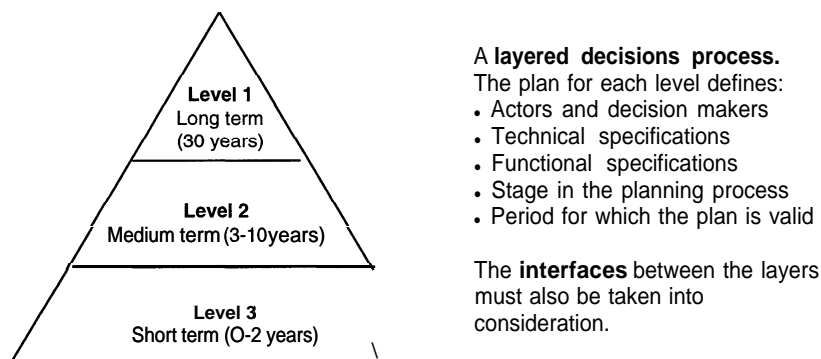 Level 1
Long term
(30 years)
Level 2
Medium term (3-10years)
Level 3
Short term (O-2 years)
A layered decisions process.
The plan for each level defines:
• Actors and decision makers
• Technical specifications
• Functional specifications
• Stage in the planning process
• Period for which the plan is valid
The interfaces between the layers
must also be taken into
consideration.